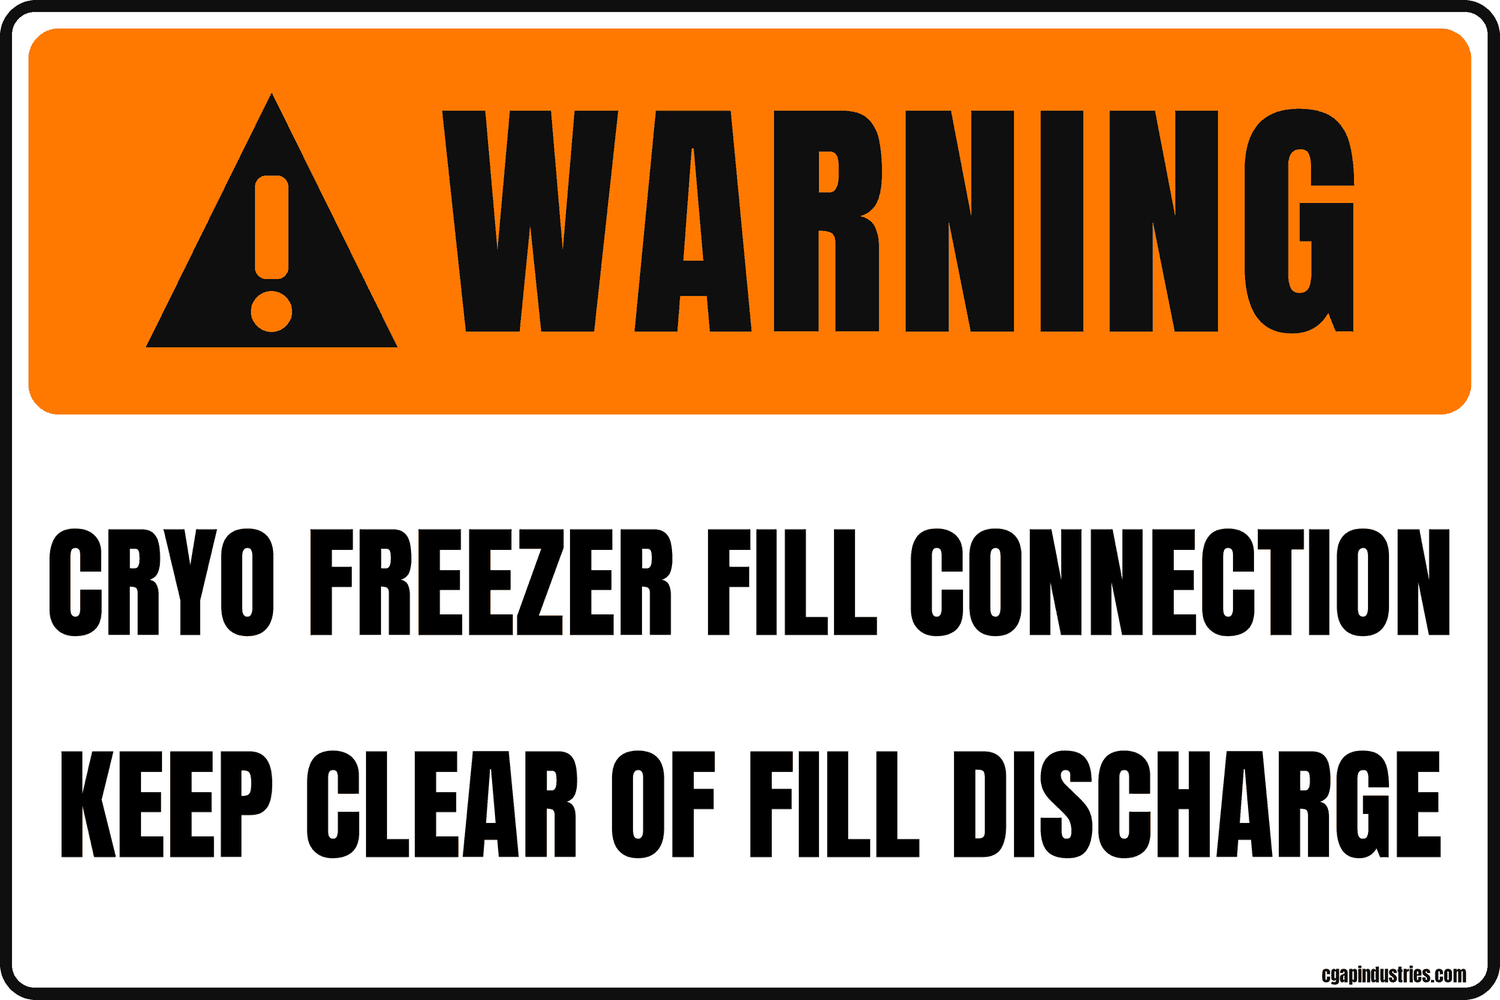 WARNING
CRYO FREEZER FILL CONNECTION
KEEP CLEAR OF FILL DISCHARGE
cgapindustries.com